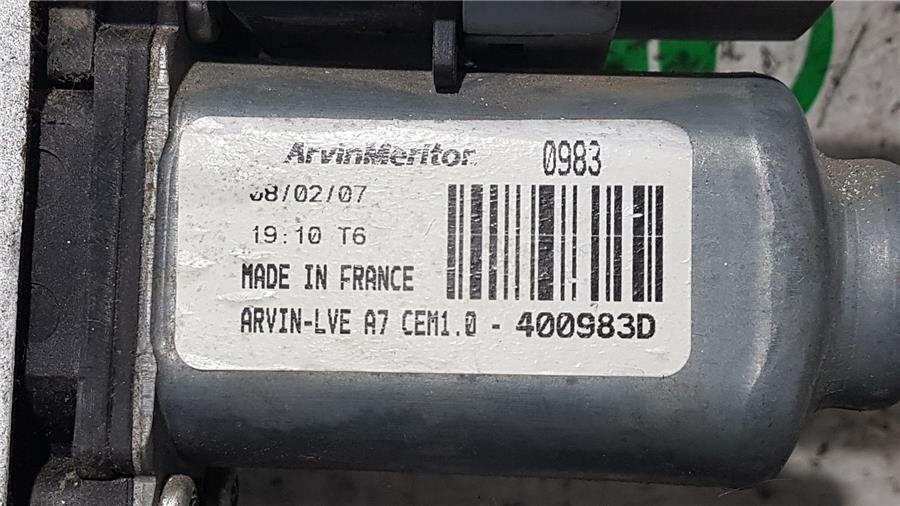 ArvinMeritor 0983
08/02/07
19:10 T6
MADE IN FRANCE
ARVIN-LVE A7 CEM1.0 - 400983D